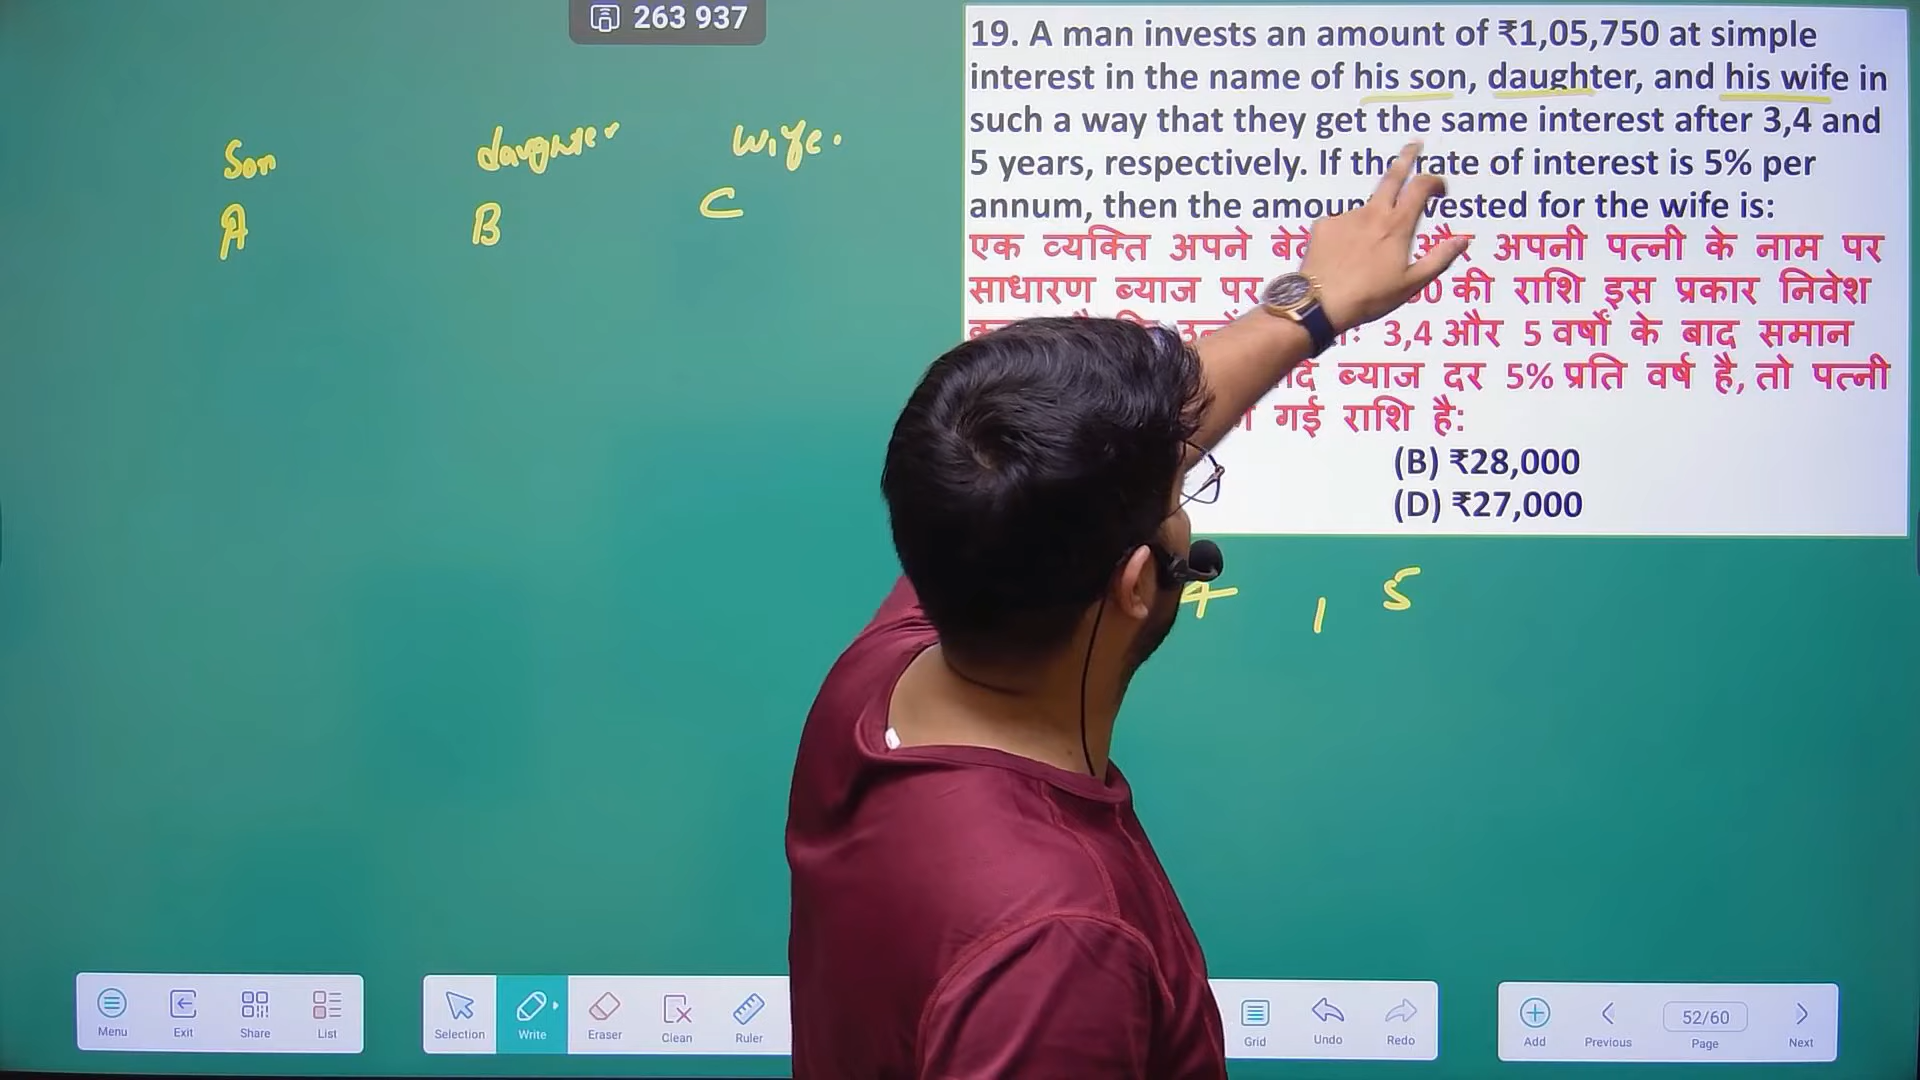 263 937
19. A man invests an amount of ₹1,05,750 at simple
interest in the name of his son, daughter, and his wife in
such a way that they get the same interest after 3,4 and
5 years, respectively. If the rate of interest is 5% per
annum, then the amount invested for the wife is:
एक व्यक्ति अपने और अपनी पत्नी के नाम पर
साधारण ब्याज पर की राशि इस प्रकार निवेश
3,4 और 5 वर्षों के बाद समान
ब्याज दर 5% प्रति वर्ष है, तो पत्नी
गई राशि है:
(B) ₹28,000
(D) ₹27,000
Son daughter wife.
A B C
4 , 5
Menu Exit Share List Selection Write Eraser Clean Ruler Grid Undo Redo Add Previous 52/60 Page Next